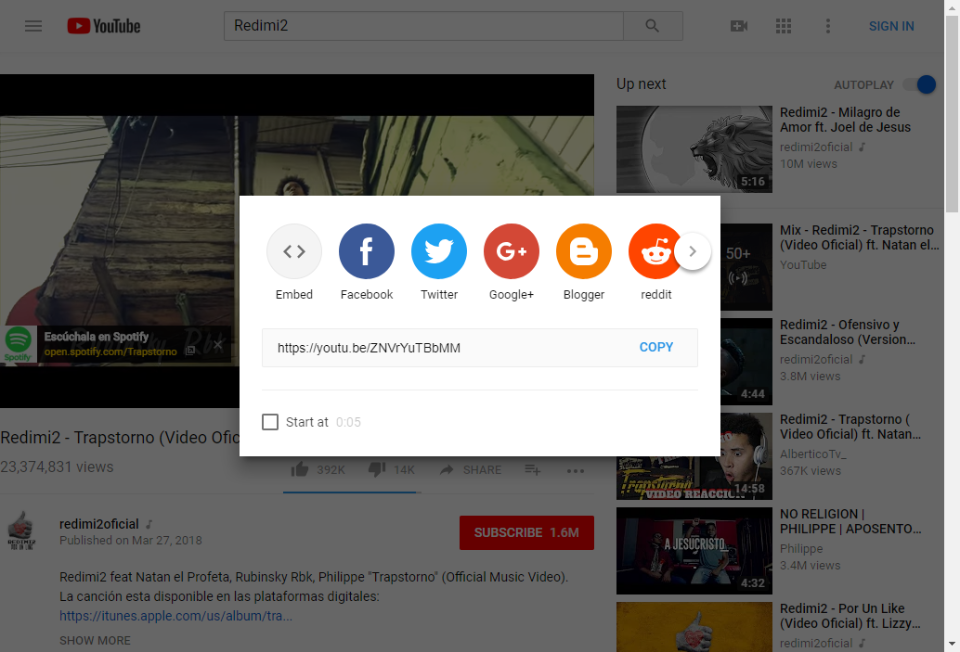 YouTube
Redimi2
SIGN IN
Up next
AUTOPLAY
Redimi2 - Milagro de
Amor ft. Joel de Jesus
redimi2oficial
10M views
5:16
Mix - Redimi2 - Trapstorno
(Video Oficial) ft. Natan el...
YouTube
50+
Redimi2 - Ofensivo y
Escandaloso (Version...
redimi2oficial
3.8M views
4:44
Redimi2 - Trapstorno (
Video Oficial) ft. Natan...
AlberticoTv_
367K views
Trapstorno
VIDEO REACCIO
14:58
NO RELIGION |
PHILIPPE | APOSENTO...
Philippe
3.4M views
A JESUCRISTO_
4:32
Redimi2 - Por Un Like
(Video Oficial) ft. Lizzy...
redimi2oficial
Embed
Facebook
Twitter
Google+
Blogger
reddit
https://youtu.be/ZNVrYuTBbMM
COPY
Start at 0:05
Spotify
Escúchala en Spotify
open.spotify.com/Trapstorno
Redimi2 - Trapstorno (Video Ofic
23,374,831 views
392K
14K
SHARE
redimi2oficial
Published on Mar 27, 2018
SUBSCRIBE 1.6M
Redimi2 feat Natan el Profeta, Rubinsky Rbk, Philippe "Trapstorno" (Official Music Video).
La canción esta disponible en las plataformas digitales:
https://itunes.apple.com/us/album/tra...
SHOW MORE